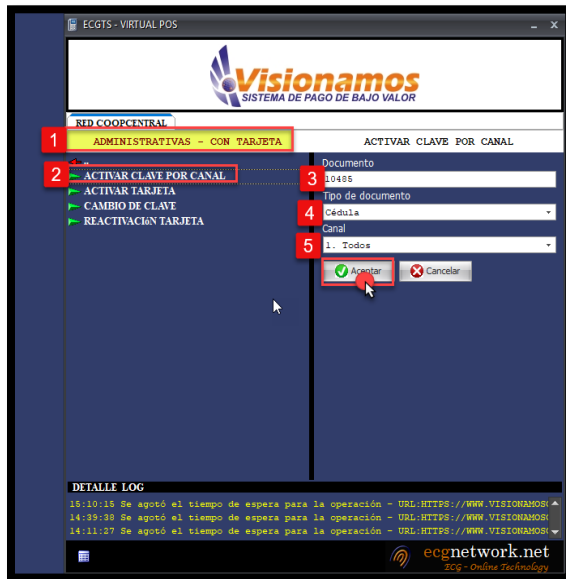 ECGTS - VIRTUAL POS
Visionamos
SISTEMA DE PAGO DE BAJO VALOR
RED COOPCENTRAL
1 ADMINISTRATIVAS - CON TARJETA
ACTIVAR CLAVE POR CANAL
2 ACTIVAR CLAVE POR CANAL
ACTIVAR TARJETA
CAMBIO DE CLAVE
REACTIVACIóN TARJETA
Documento
3 10485
Tipo de documento
4 Cédula
Canal
5 1. Todos
Aceptar Cancelar
DETALLE LOG
15:10:15 Se agotó el tiempo de espera para la operación - URL:HTTPS://WWW.VISIONAMOS
14:39:38 Se agotó el tiempo de espera para la operación - URL:HTTPS://WWW.VISIONAMOS
14:11:27 Se agotó el tiempo de espera para la operación - URL:HTTPS://WWW.VISIONAMOS
ecgnetwork.net
ECG - Online Technology